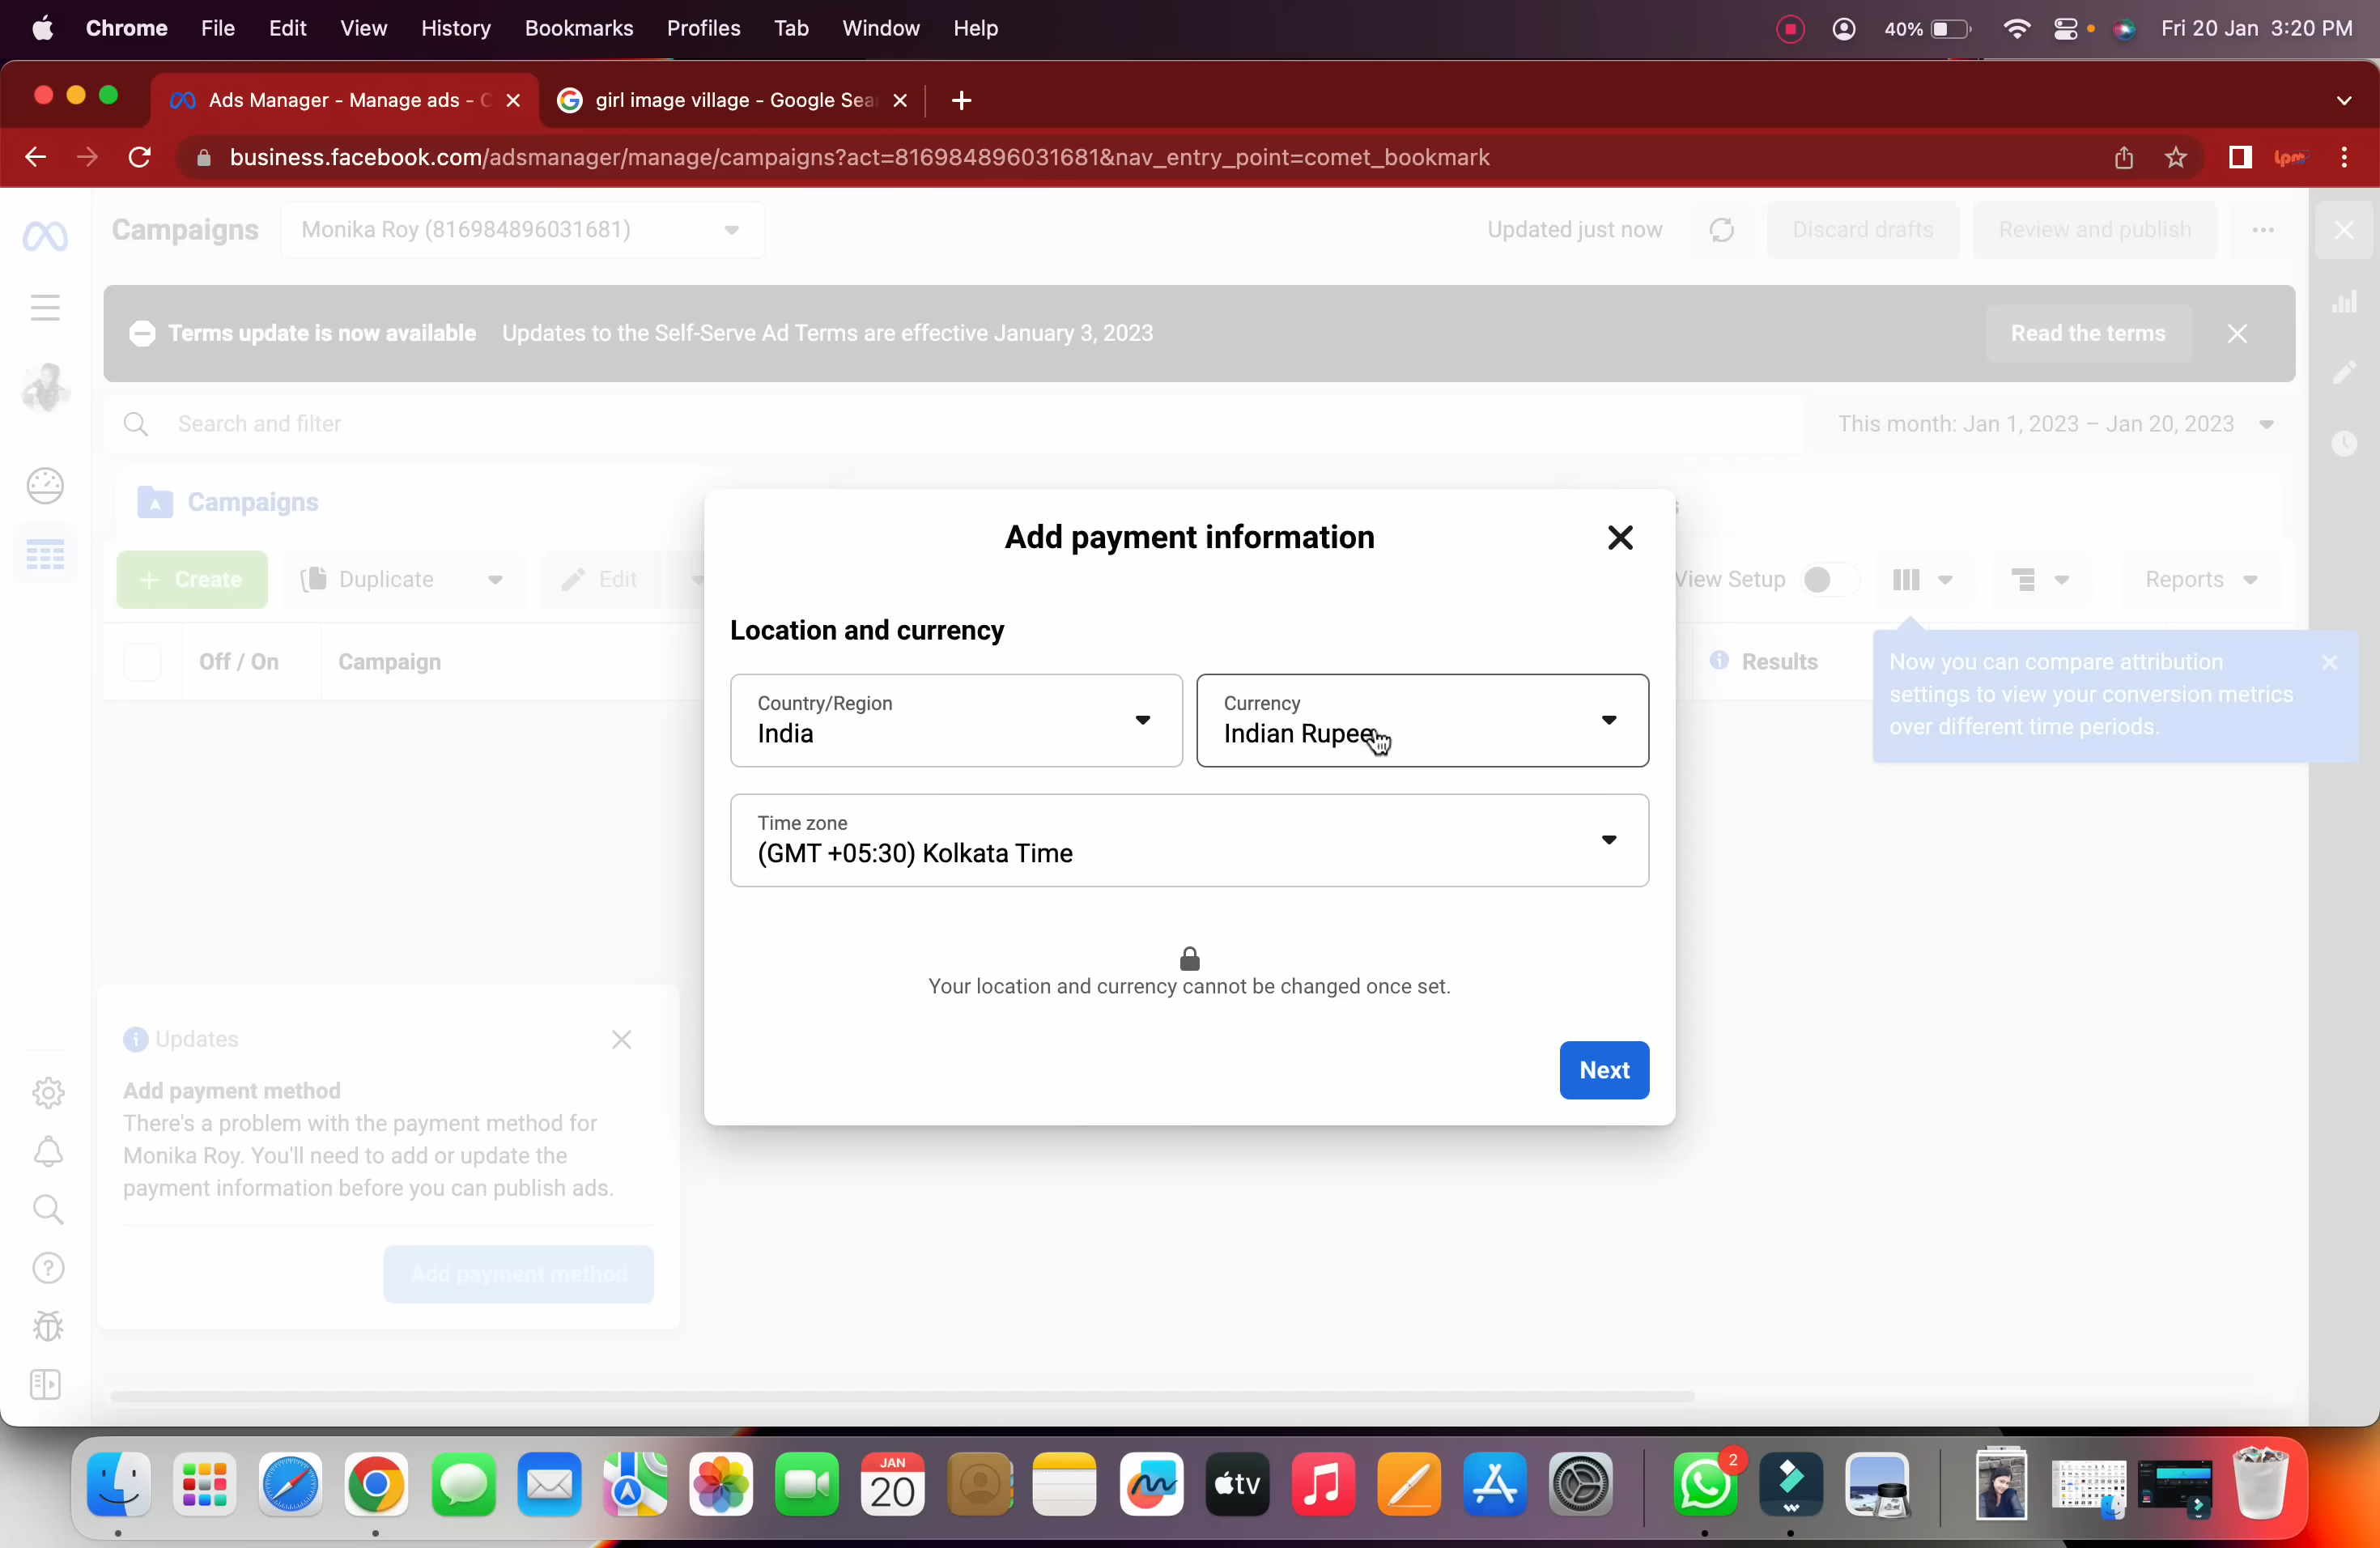 Chrome File Edit View History Bookmarks Profiles Tab Window Help 40% Fri 20 Jan 3:20 PM
Ads Manager - Manage ads - C girl image village - Google Sear
business.facebook.com/adsmanager/manage/campaigns?act=816984896031681&nav_entry_point=comet_bookmark lpm
Campaigns Monika Roy (816984896031681) Updated just now Discard drafts Review and publish
Terms update is now available Updates to the Self-Serve Ad Terms are effective January 3, 2023 Read the terms
Search and filter This month: Jan 1, 2023 – Jan 20, 2023
Campaigns
+ Create Duplicate Edit View Setup Reports
Off / On Campaign Results
Now you can compare attribution
settings to view your conversion metrics
over different time periods.
Add payment information
Location and currency
Country/Region
India
Currency
Indian Rupee
Time zone
(GMT +05:30) Kolkata Time
Your location and currency cannot be changed once set.
Next
Updates
Add payment method
There's a problem with the payment method for
Monika Roy. You'll need to add or update the
payment information before you can publish ads.
Add payment method
JAN
20
tv
2